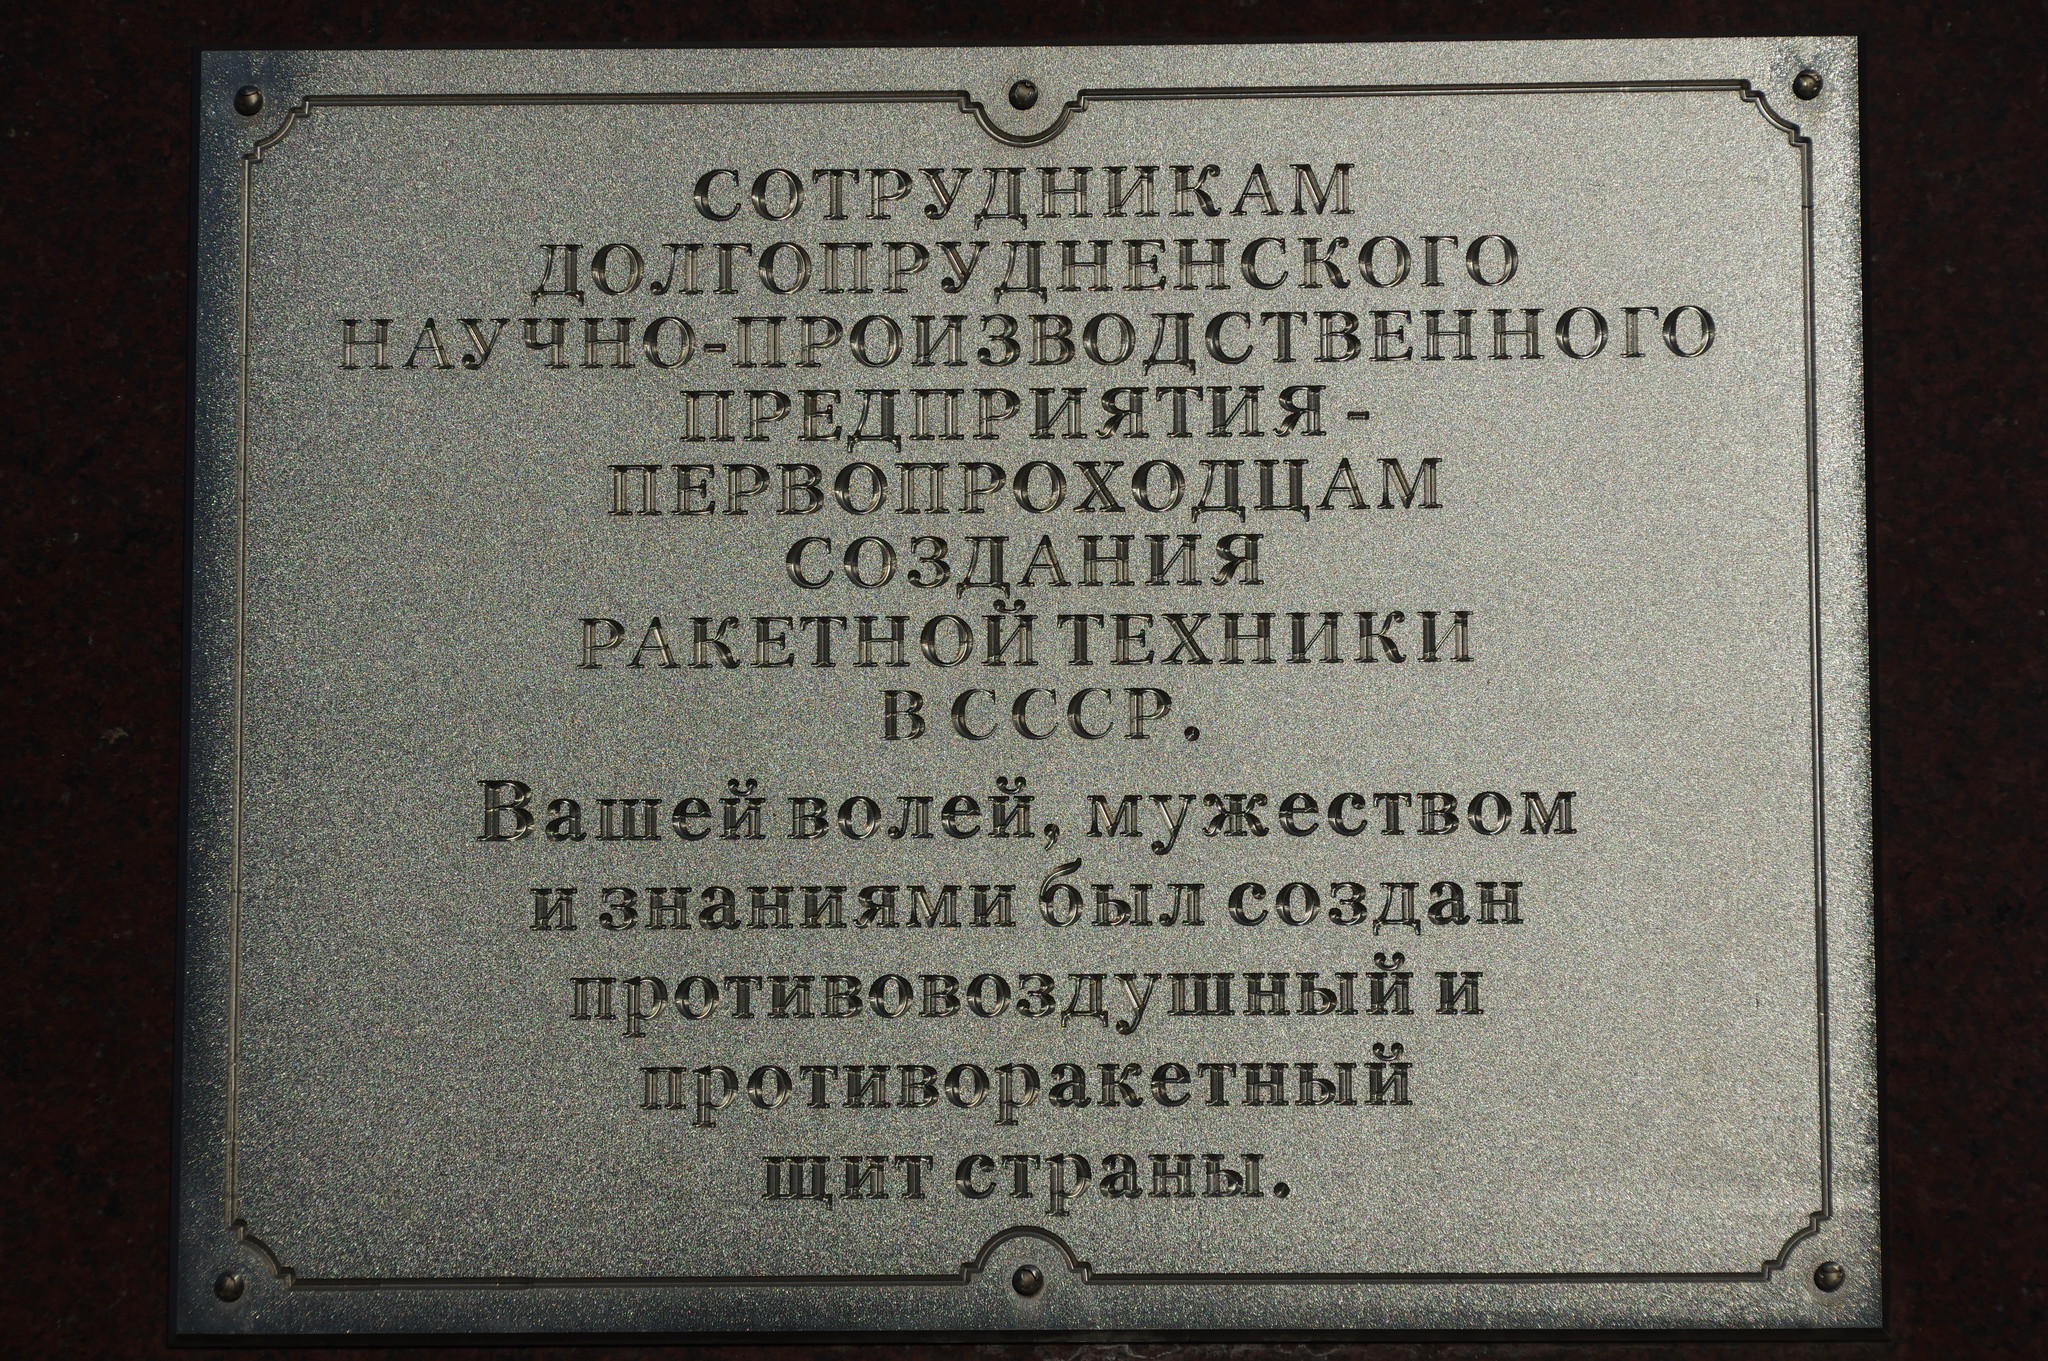 СОТРУДНИКАМ
ДОЛГОПРУДНЕНСКОГО
НАУЧНО-ПРОИЗВОДСТВЕННОГО
ПРЕДПРИЯТИЯ -
ПЕРВОПРОХОДЦАМ
СОЗДАНИЯ
РАКЕТНОЙ ТЕХНИКИ
В СССР.
Вашей волей, мужеством
и знаниями был создан
противовоздушный и
противоракетный
щит страны.